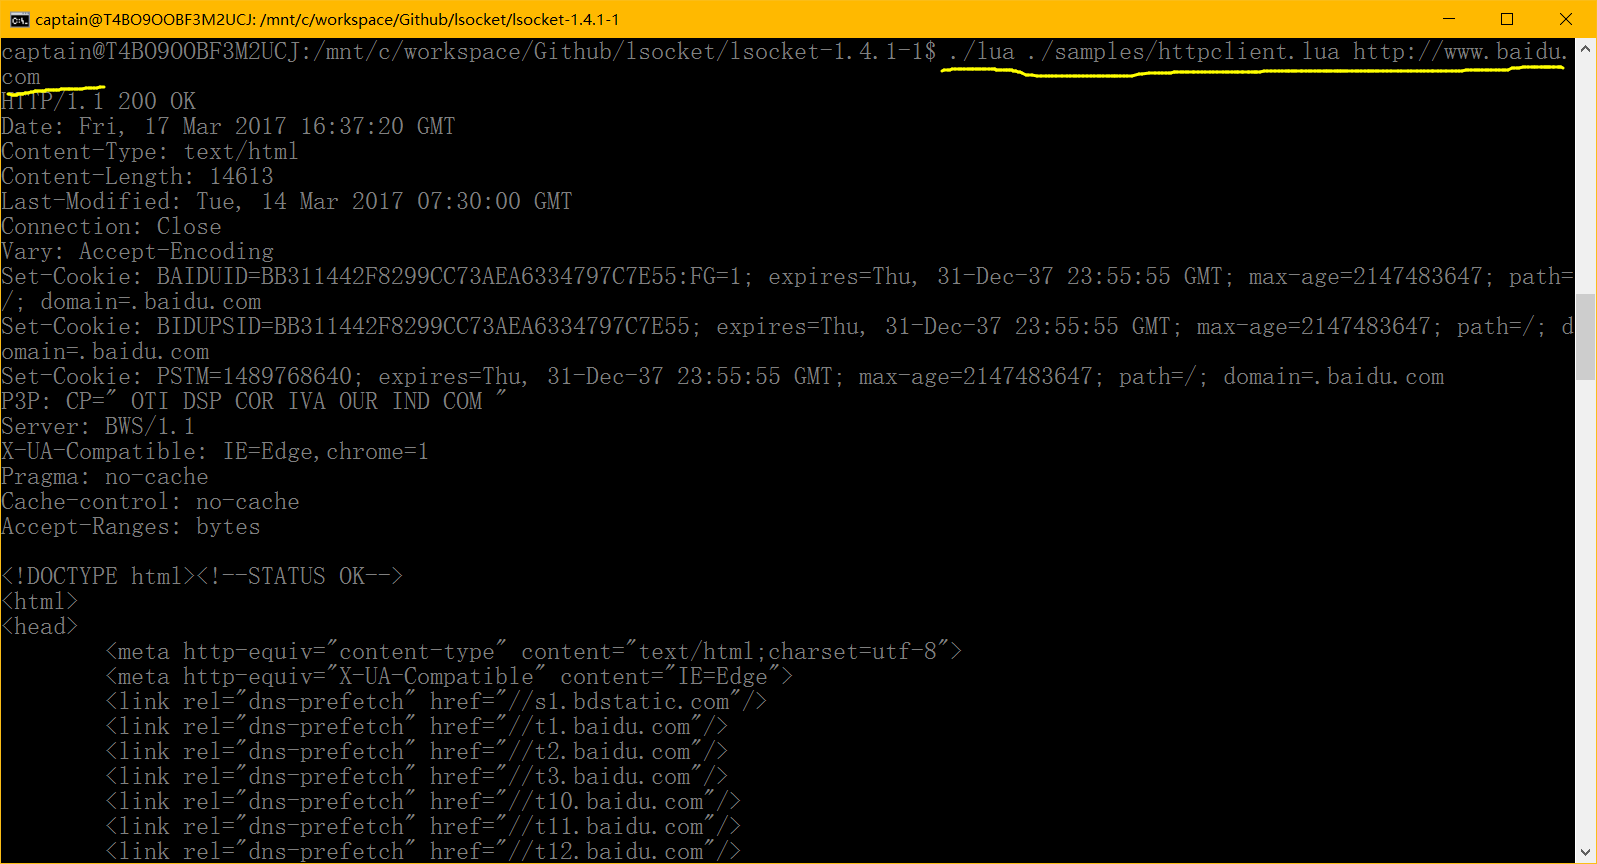 captain@T4BO9OOBF3M2UCJ: /mnt/c/workspace/Github/lsocket/lsocket-1.4.1-1
captain@T4BO9OOBF3M2UCJ:/mnt/c/workspace/Github/lsocket/lsocket-1.4.1-1$ ./lua ./samples/httpclient.lua http://www.baidu.
com
HTTP/1.1 200 OK
Date: Fri, 17 Mar 2017 16:37:20 GMT
Content-Type: text/html
Content-Length: 14613
Last-Modified: Tue, 14 Mar 2017 07:30:00 GMT
Connection: Close
Vary: Accept-Encoding
Set-Cookie: BAIDUID=BB311442F8299CC73AEA6334797C7E55:FG=1; expires=Thu, 31-Dec-37 23:55:55 GMT; max-age=2147483647; path=
/; domain=.baidu.com
Set-Cookie: BIDUPSID=BB311442F8299CC73AEA6334797C7E55; expires=Thu, 31-Dec-37 23:55:55 GMT; max-age=2147483647; path=/; d
omain=.baidu.com
Set-Cookie: PSTM=1489768640; expires=Thu, 31-Dec-37 23:55:55 GMT; max-age=2147483647; path=/; domain=.baidu.com
P3P: CP=" OTI DSP COR IVA OUR IND COM "
Server: BWS/1.1
X-UA-Compatible: IE=Edge,chrome=1
Pragma: no-cache
Cache-control: no-cache
Accept-Ranges: bytes
<!DOCTYPE html><!--STATUS OK-->
<html>
<head>
<meta http-equiv="content-type" content="text/html;charset=utf-8">
<meta http-equiv="X-UA-Compatible" content="IE=Edge">
<link rel="dns-prefetch" href="//s1.bdstatic.com"/>
<link rel="dns-prefetch" href="//t1.baidu.com"/>
<link rel="dns-prefetch" href="//t2.baidu.com"/>
<link rel="dns-prefetch" href="//t3.baidu.com"/>
<link rel="dns-prefetch" href="//t10.baidu.com"/>
<link rel="dns-prefetch" href="//t11.baidu.com"/>
<link rel="dns-prefetch" href="//t12.baidu.com"/>